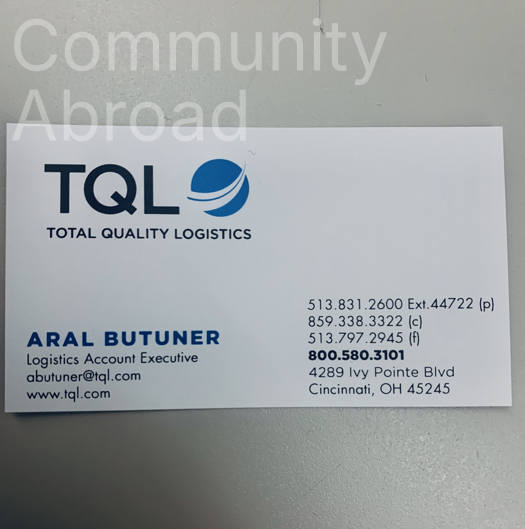 Community
Abroad
TQL
TOTAL QUALITY LOGISTICS
ARAL BUTUNER
Logistics Account Executive
abutuner@tql.com
www.tql.com
513.831.2600 Ext.44722 (p)
859.338.3322 (c)
513.797.2945 (f)
800.580.3101
4289 Ivy Pointe Blvd
Cincinnati, OH 45245